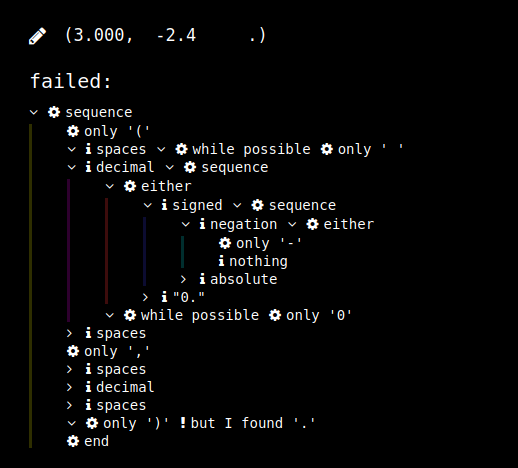 (3.000,  -2.4     .)
failed:
sequence
only '('
spaces while possible only ' '
decimal sequence
either
signed sequence
negation either
only '-'
nothing
absolute
"0."
while possible only '0'
spaces
only ','
spaces
decimal
spaces
only ')' !but I found '.'
end